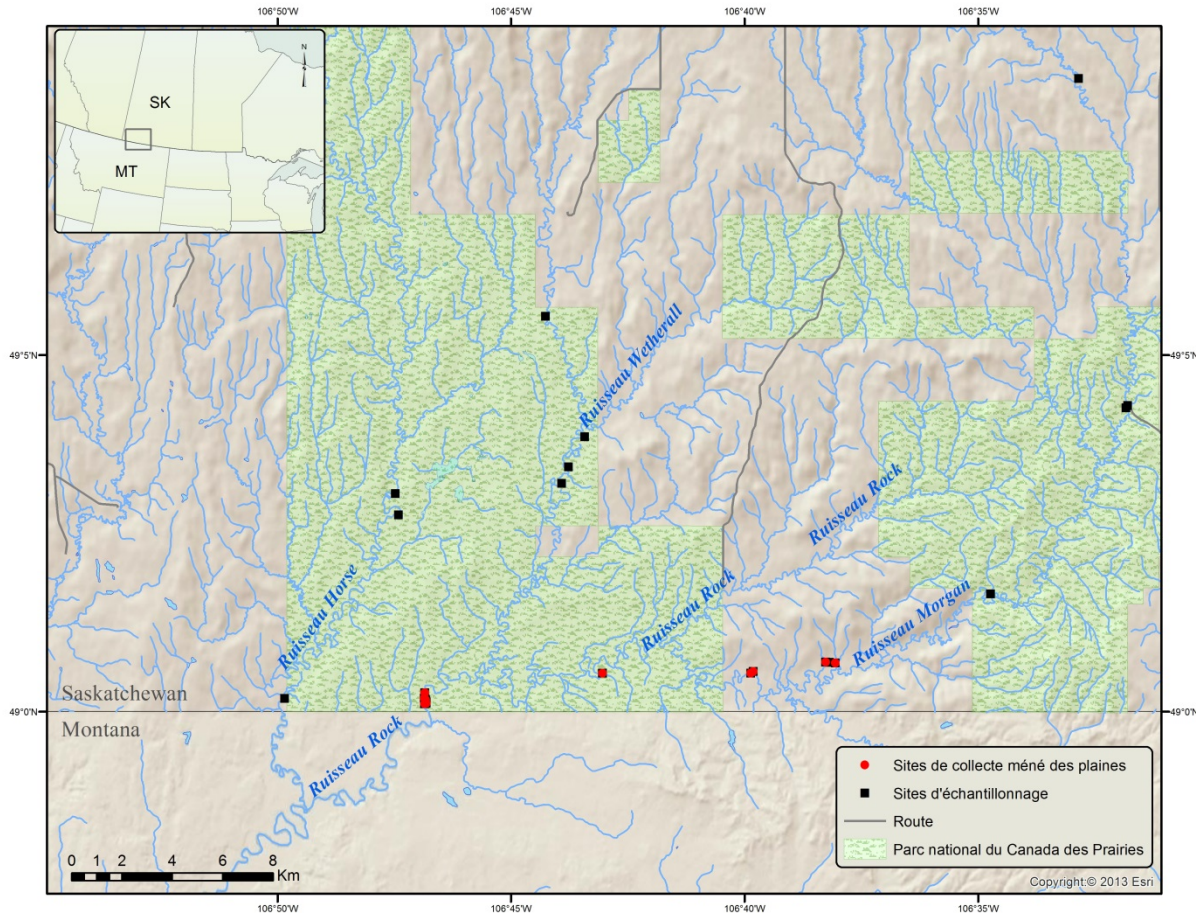 106°50'W 106°45'W 106°40'W 106°35'W
N
SK
MT
49°5'N 49°5'N
Ruisseau Wetherall
Ruisseau Rock
Ruisseau Horse
Ruisseau Rock
Ruisseau Morgan
Saskatchewan
49°0'N 49°0'N
Montana
Ruisseau Rock
Sites de collecte méné des plaines
Sites d'échantillonnage
Route
Parc national du Canada des Prairies
0 1 2 4 6 8
Km
Copyright:© 2013 Esri
106°50'W 106°45'W 106°40'W 106°35'W